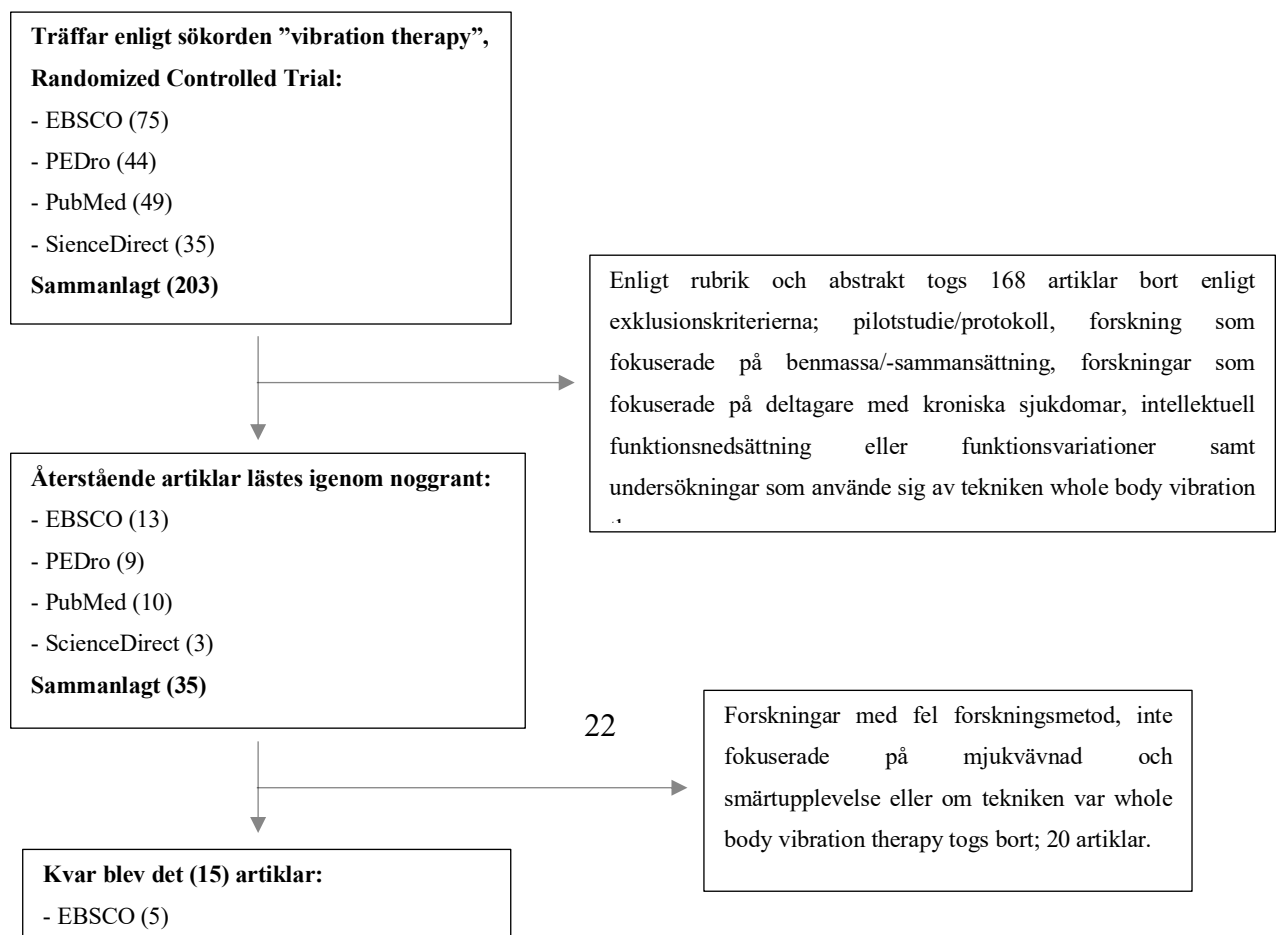 Träffar enligt sökorden ”vibration therapy”,
Randomized Controlled Trial:
- EBSCO (75)
- PEDro (44)
- PubMed (49)
- SienceDirect (35)
Sammanlagt (203)
Enligt rubrik och abstrakt togs 168 artiklar bort enligt
exklusionskriterierna; pilotstudie/protokoll, forskning som
fokuserade på benmassa/-sammansättning, forskningar som
fokuserade på deltagare med kroniska sjukdomar, intellektuell
funktionsnedsättning eller funktionsvariationer samt
undersökningar som använde sig av tekniken whole body vibration
Återstående artiklar lästes igenom noggrant:
- EBSCO (13)
- PEDro (9)
- PubMed (10)
- ScienceDirect (3)
Sammanlagt (35)
22
Forskningar med fel forskningsmetod, inte
fokuserade på mjukvävnad och
smärtupplevelse eller om tekniken var whole
body vibration therapy togs bort; 20 artiklar.
Kvar blev det (15) artiklar:
- EBSCO (5)